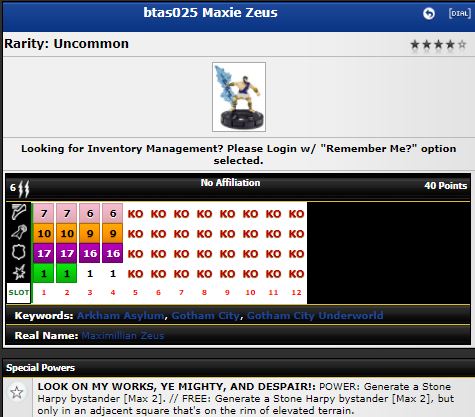 btas025 Maxie Zeus [DIAL]
Rarity: Uncommon
Looking for Inventory Management? Please Login w/ "Remember Me?" option
selected.
6 No Affiliation 40 Points
7 7 6 6 KO KO KO KO KO KO KO KO
10 10 9 9 KO KO KO KO KO KO KO KO
17 17 16 16 KO KO KO KO KO KO KO KO
1 1 1 1 KO KO KO KO KO KO KO KO
SLOT 1 2 3 4 5 6 7 8 9 10 11 12
Keywords: Arkham Asylum, Gotham City, Gotham City Underworld
Real Name: Maximillian Zeus
Special Powers
LOOK ON MY WORKS, YE MIGHTY, AND DESPAIR!: POWER: Generate a Stone
Harpy bystander [Max 2]. // FREE: Generate a Stone Harpy bystander [Max 2], but
only in an adjacent square that's on the rim of elevated terrain.